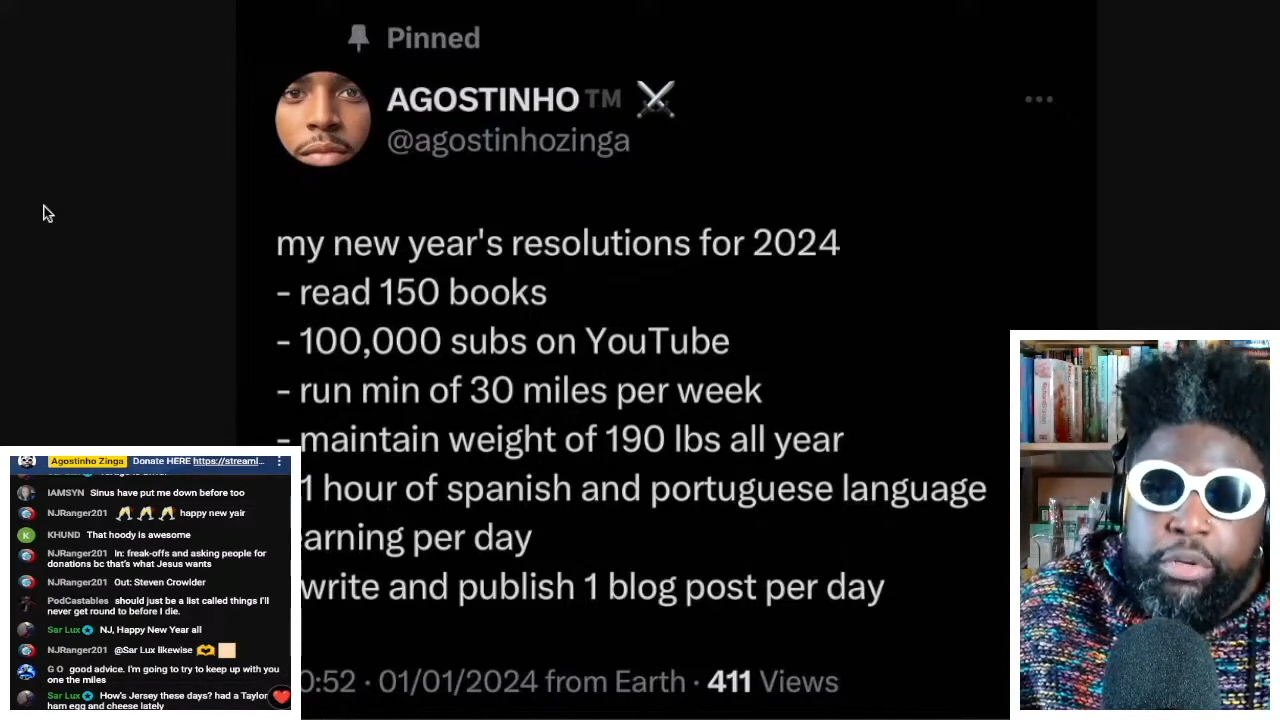 Pinned
AGOSTINHO™ ⚔
@agostinhozinga
my new year's resolutions for 2024
- read 150 books
- 100,000 subs on YouTube
- run min of 30 miles per week
- maintain weight of 190 lbs all year
1 hour of spanish and portuguese language
earning per day
write and publish 1 blog post per day
0:52 · 01/01/2024 from Earth · 411 Views
Agostinho Zinga Donate HERE https://streaml...
IAMSYN Sinus have put me down before too
NJRanger201 🥂 🥂 🥂 happy new yair
K KHUND That hoody is awesome
NJRanger201 In: freak-offs and asking people for
donations bc that's what Jesus wants
NJRanger201 Out: Steven Crowlder
PodCastables should just be a list called things I'll
never get round to before I die.
Sar Lux NJ, Happy New Year all
NJRanger201 @Sar Lux likewise
G O good advice. I'm going to try to keep up with you
one the miles
Sar Lux How's Jersey these days? had a Taylor
ham egg and cheese lately